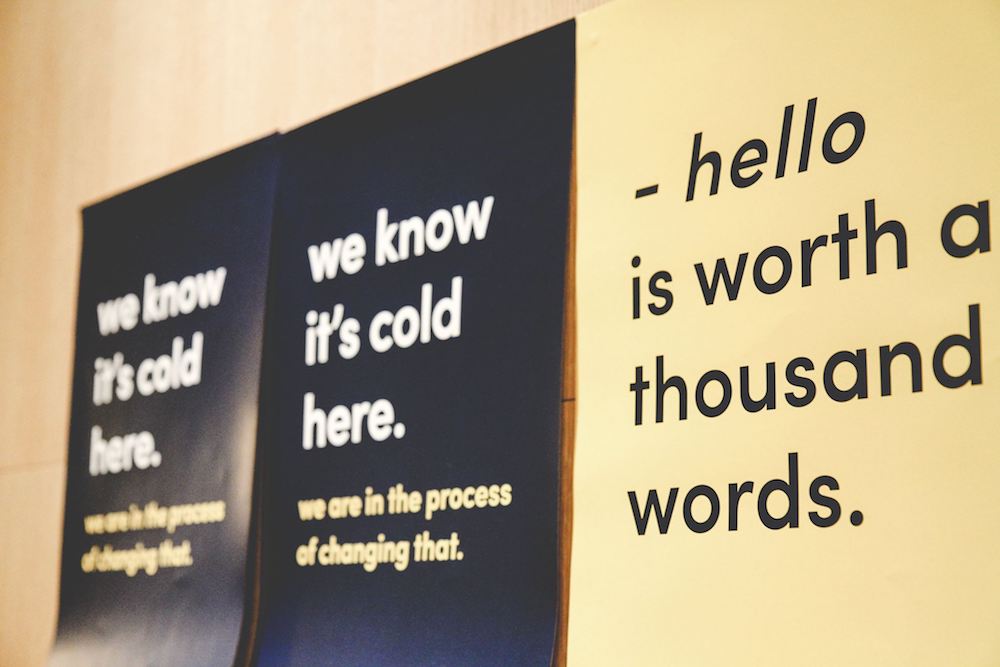 we know
it's cold
here.
we are in the process
of changing that.
we know
it's cold
here.
we are in the process
of changing that.
- hello
is worth a
thousand
words.